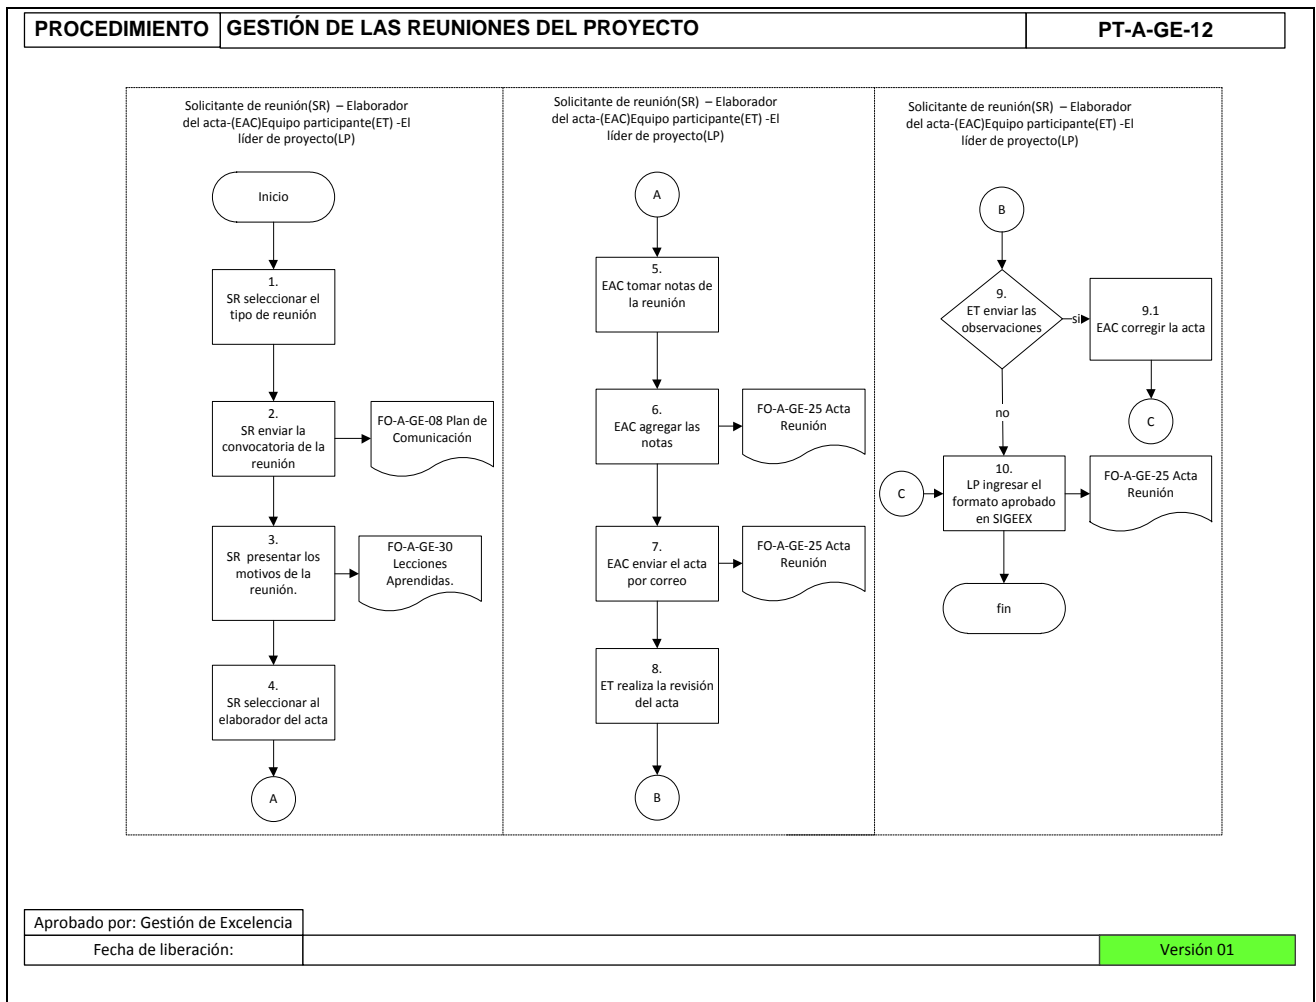 PROCEDIMIENTO GESTIÓN DE LAS REUNIONES DEL PROYECTO PT-A-GE-12
Solicitante de reunión(SR) – Elaborador
del acta-(EAC)Equipo participante(ET) -El
líder de proyecto(LP)
Inicio
1.
SR seleccionar el
tipo de reunión
2.
SR enviar la
convocatoria de la
reunión
FO-A-GE-08 Plan de
Comunicación
3.
SR presentar los
motivos de la
reunión.
FO-A-GE-30
Lecciones
Aprendidas.
4.
SR seleccionar al
elaborador del acta
A
Solicitante de reunión(SR) – Elaborador
del acta-(EAC)Equipo participante(ET) -El
líder de proyecto(LP)
A
5.
EAC tomar notas de
la reunión
6.
EAC agregar las
notas
FO-A-GE-25 Acta
Reunión
7.
EAC enviar el acta
por correo
FO-A-GE-25 Acta
Reunión
8.
ET realiza la revisión
del acta
B
Solicitante de reunión(SR) – Elaborador
del acta-(EAC)Equipo participante(ET) -El
líder de proyecto(LP)
B
9.
ET enviar las
observaciones
si
9.1
EAC corregir la acta
C
no
C
10.
LP ingresar el
formato aprobado
en SIGEEX
FO-A-GE-25 Acta
Reunión
fin
Aprobado por: Gestión de Excelencia
Fecha de liberación:
Versión 01